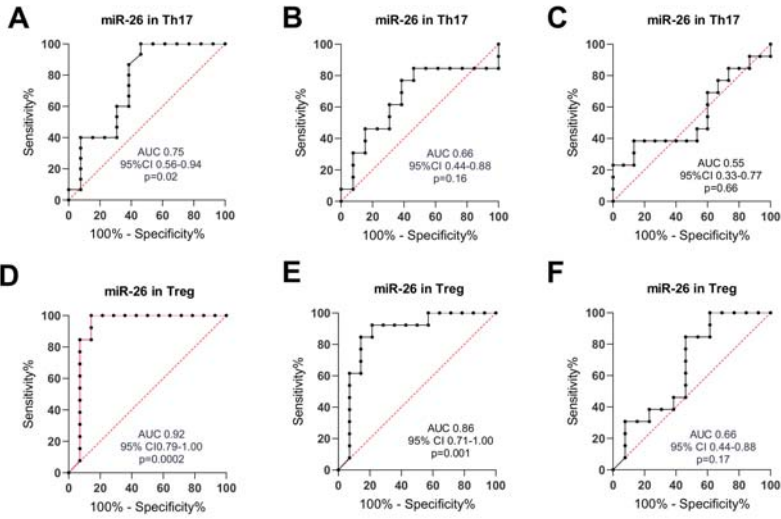 A
miR-26 in Th17
100
80
60
40
20
0
Sensitivity%
AUC 0.75
95%CI 0.56-0.94
p=0.02
0 20 40 60 80 100
100% - Specificity%
B
miR-26 in Th17
100
80
60
40
20
0
Sensitivity%
AUC 0.66
95%CI 0.44-0.88
p=0.16
0 20 40 60 80 100
100% - Specificity%
C
miR-26 in Th17
100
80
60
40
20
0
Sensitivity%
AUC 0.55
95%CI 0.33-0.77
p=0.66
0 20 40 60 80 100
100% - Specificity%
D
miR-26 in Treg
100
80
60
40
20
0
Sensitivity%
AUC 0.92
95% CI0.79-1.00
p=0.0002
0 20 40 60 80 100
100% - Specificity%
E
miR-26 in Treg
100
80
60
40
20
0
Sensitivity%
AUC 0.86
95% CI 0.71-1.00
p=0.001
0 20 40 60 80 100
100% - Specificity%
F
miR-26 in Treg
100
80
60
40
20
0
Sensitivity%
AUC 0.66
95% CI 0.44-0.88
p=0.17
0 20 40 60 80 100
100% - Specificity%